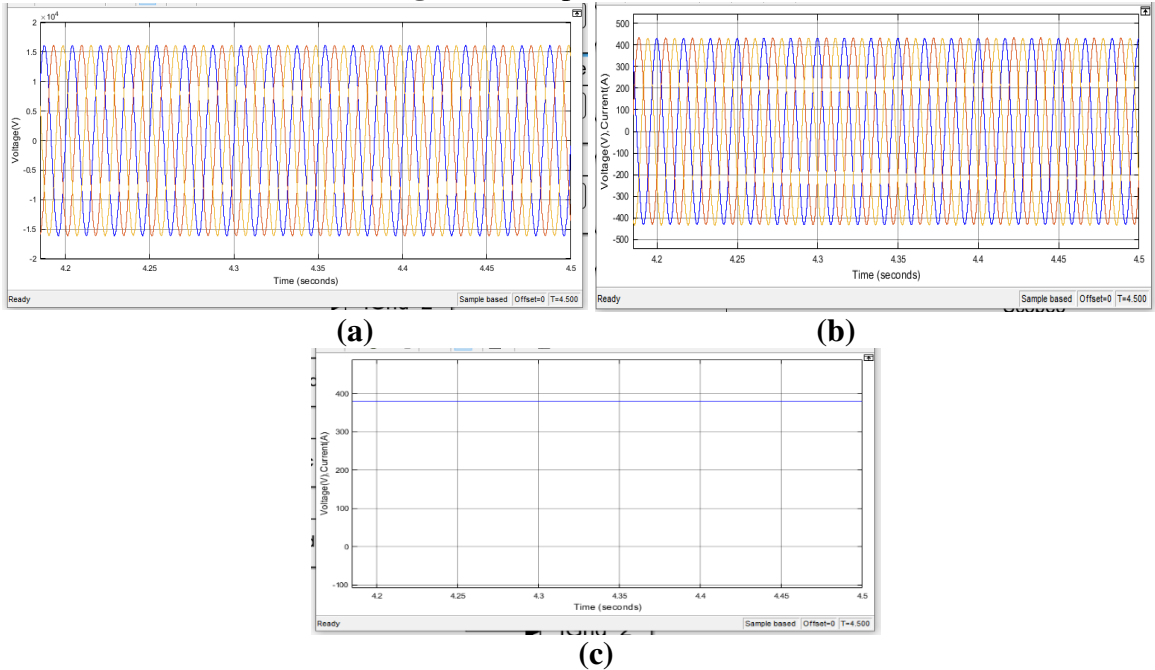 ×10⁴
2
1.5
1
0.5
0
-0.5
-1
-1.5
-2
Voltage(V)
4.2 4.25 4.3 4.35 4.4 4.45 4.5
Time (seconds)
Ready Sample based Offset=0 T=4.500
(a)
500
400
300
200
100
0
-100
-200
-300
-400
-500
Voltage(V),Current(A)
4.2 4.25 4.3 4.35 4.4 4.45 4.5
Time (seconds)
Ready Sample based Offset=0 T=4.500
(b)
400
300
200
100
0
-100
Voltage(V),Current(A)
4.2 4.25 4.3 4.35 4.4 4.45 4.5
Time (seconds)
Ready Sample based Offset=0 T=4.500
(c)